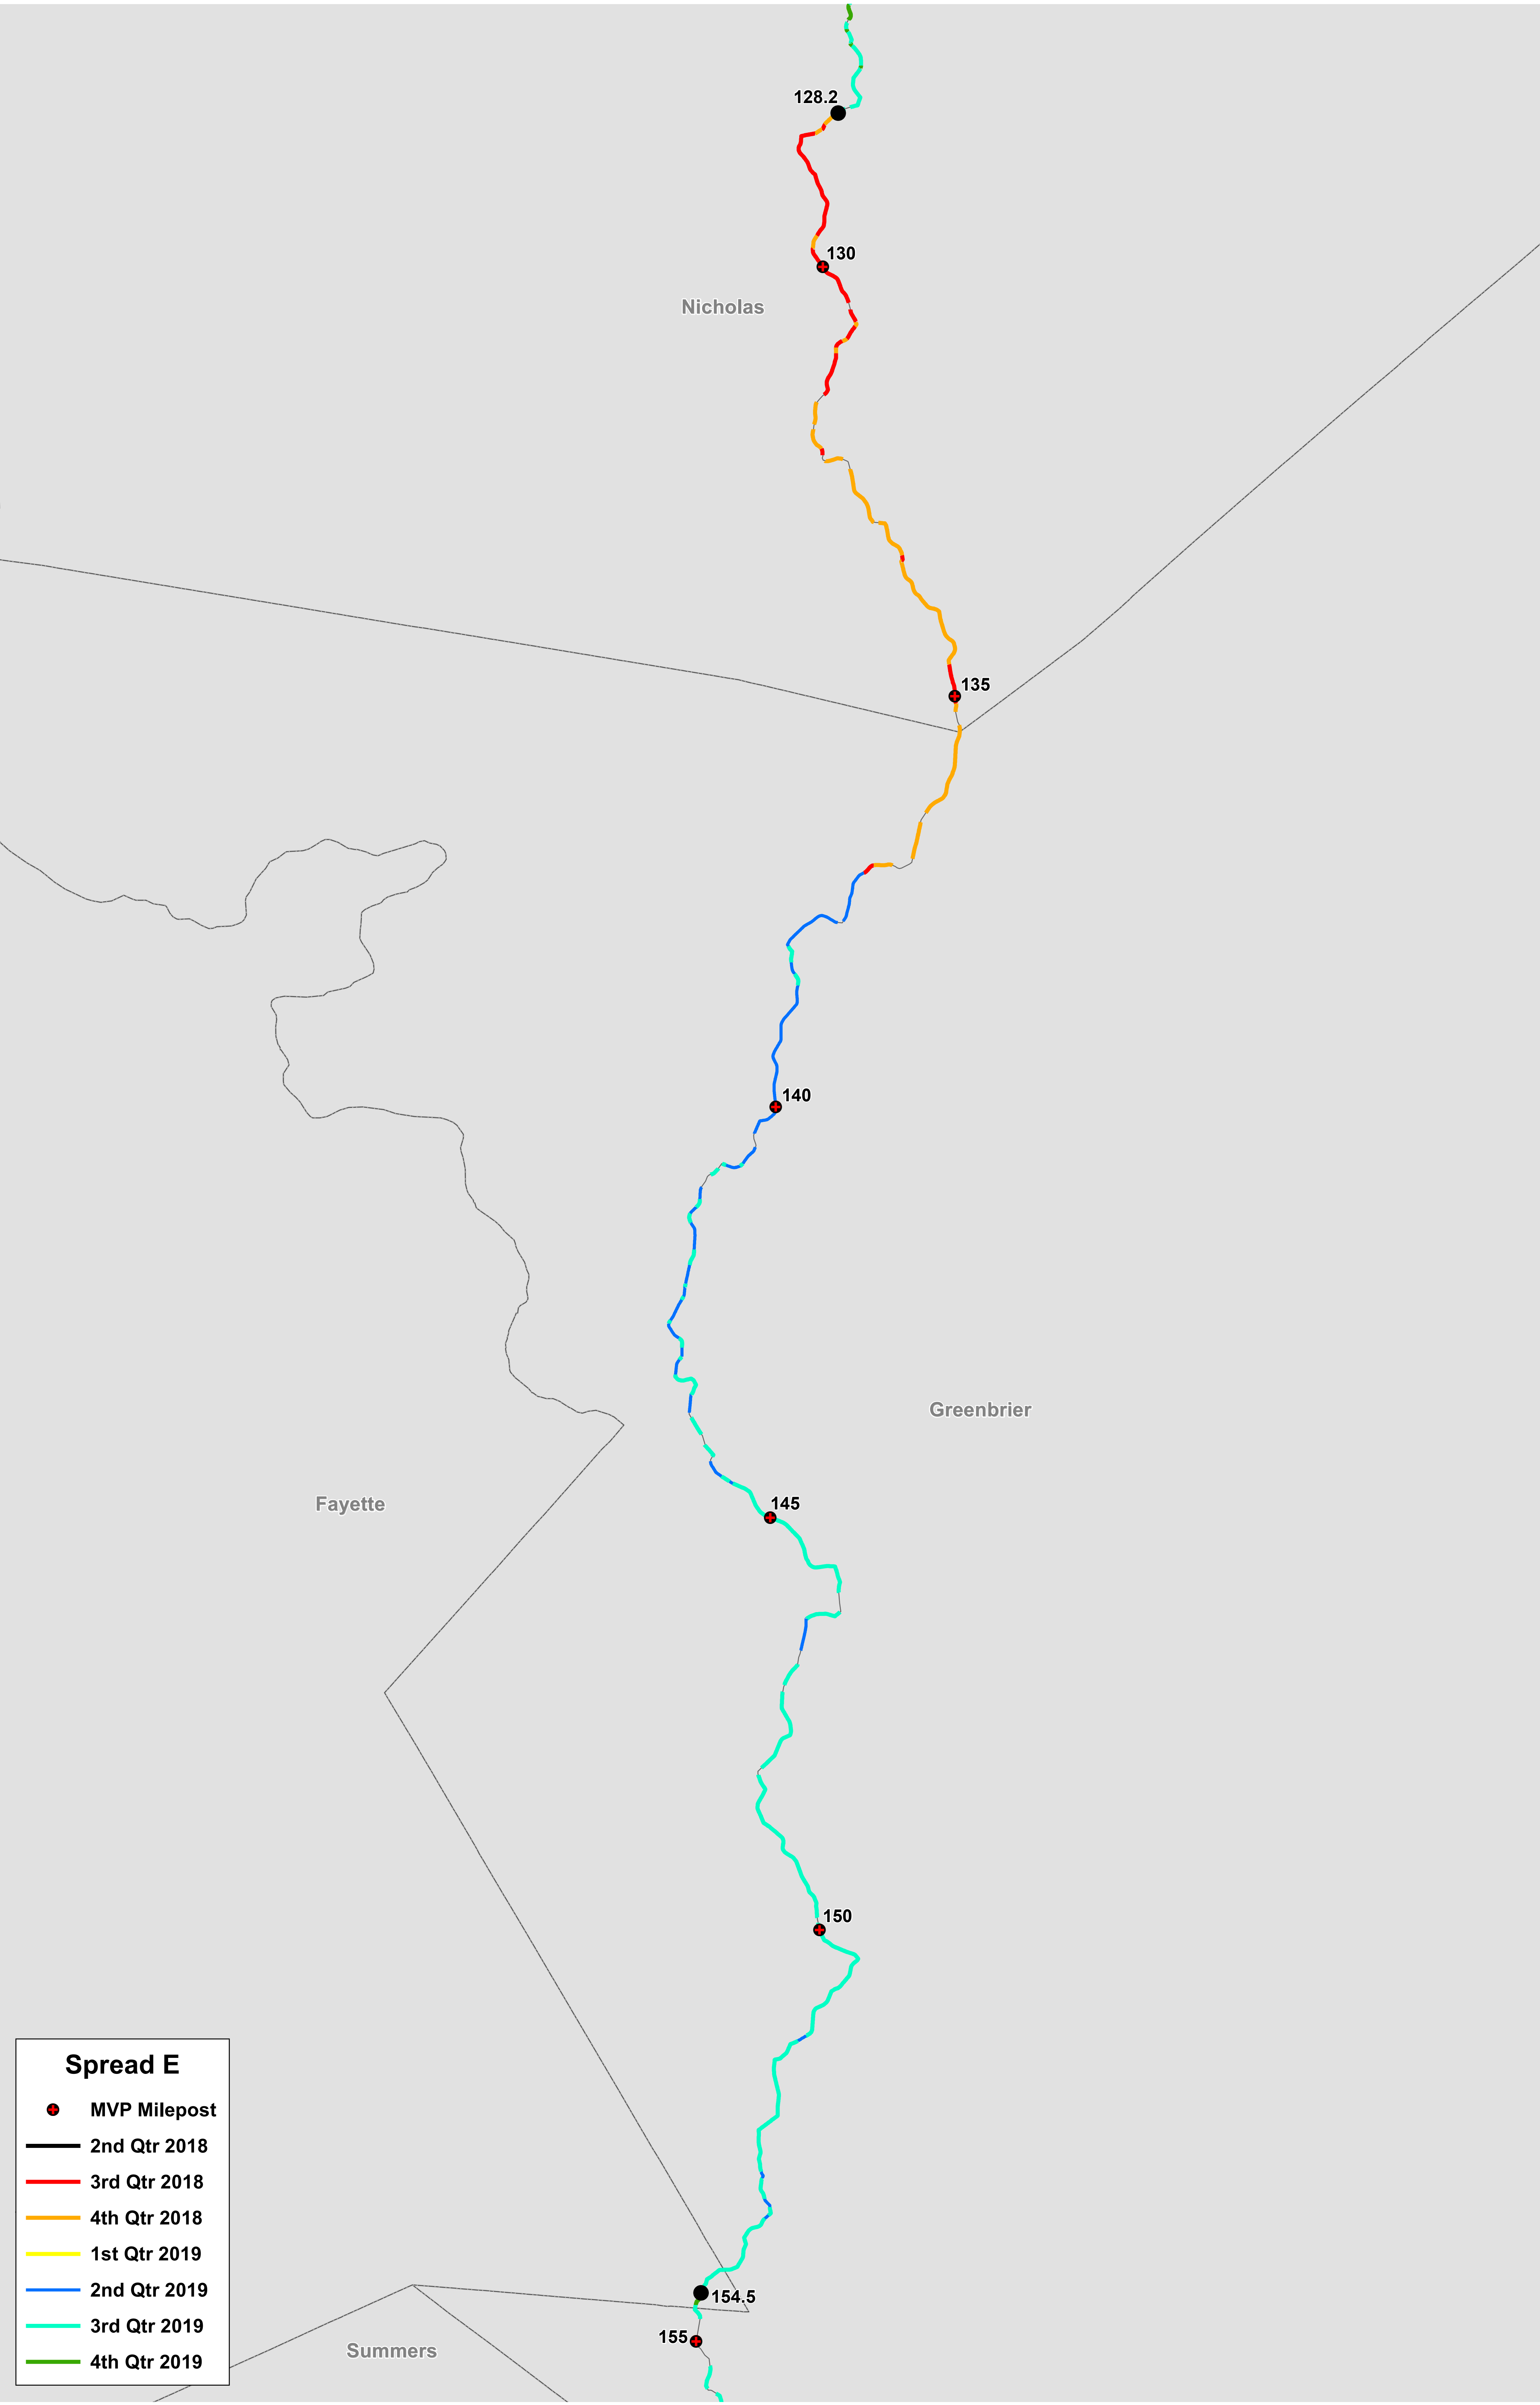 128.2
130
Nicholas
135
140
Greenbrier
Fayette
145
150
154.5
155
Summers
Spread E
MVP Milepost
2nd Qtr 2018
3rd Qtr 2018
4th Qtr 2018
1st Qtr 2019
2nd Qtr 2019
3rd Qtr 2019
4th Qtr 2019